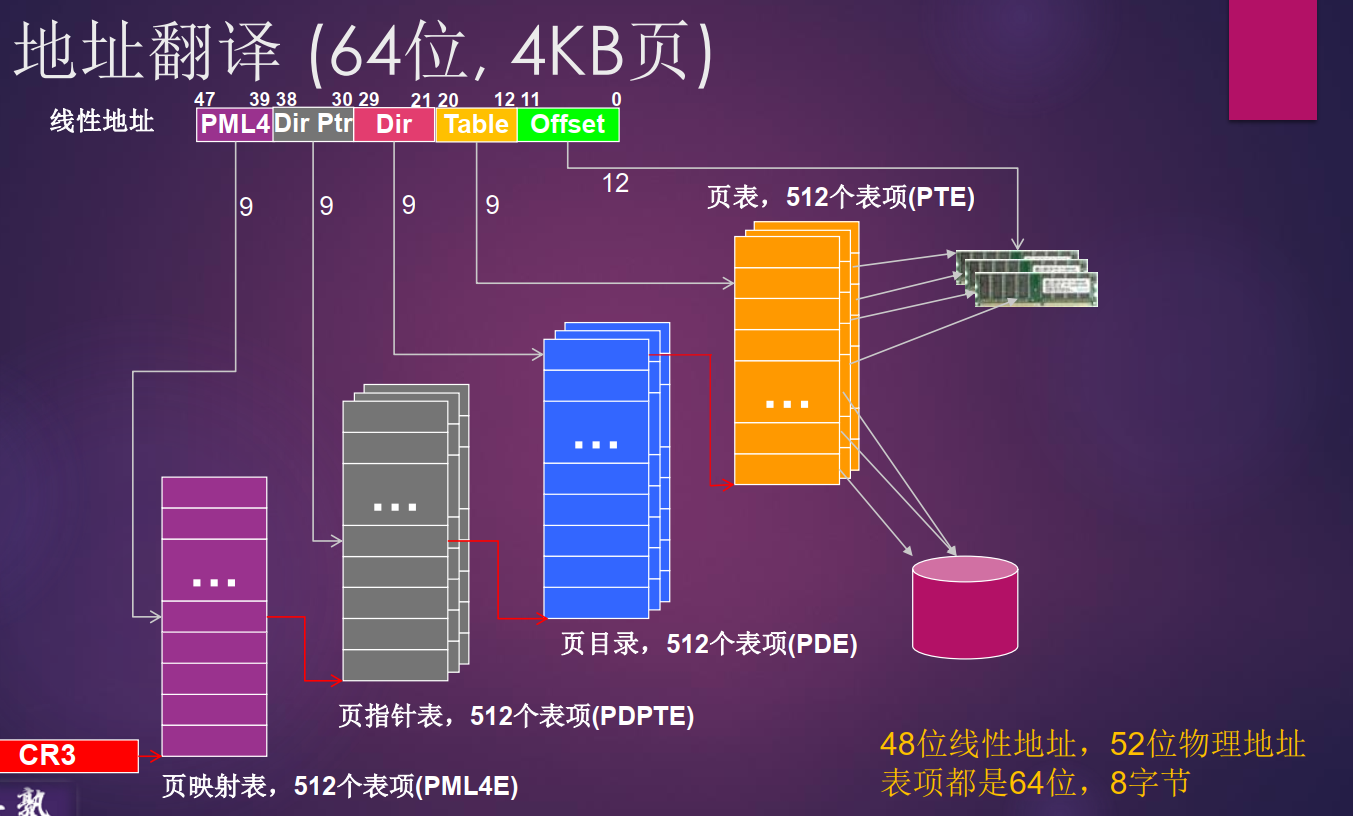 地址翻译 (64位, 4KB页)
47 39 38 30 29 21 20 12 11 0
线性地址
PML4 Dir Ptr Dir Table Offset
12
9 9 9 9
页表，512个表项(PTE)
...
...
...
...
页目录，512个表项(PDE)
页指针表，512个表项(PDPTE)
48位线性地址，52位物理地址
CR3
表项都是64位，8字节
页映射表，512个表项(PML4E)
熟